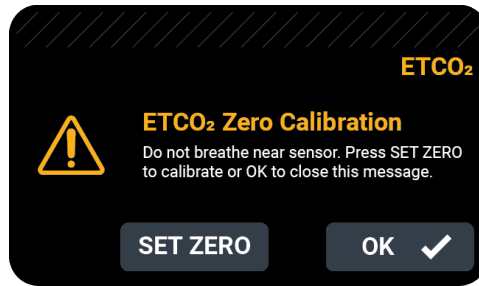 ETCO₂
ETCO₂ Zero Calibration
Do not breathe near sensor. Press SET ZERO
to calibrate or OK to close this message.
SET ZERO
OK